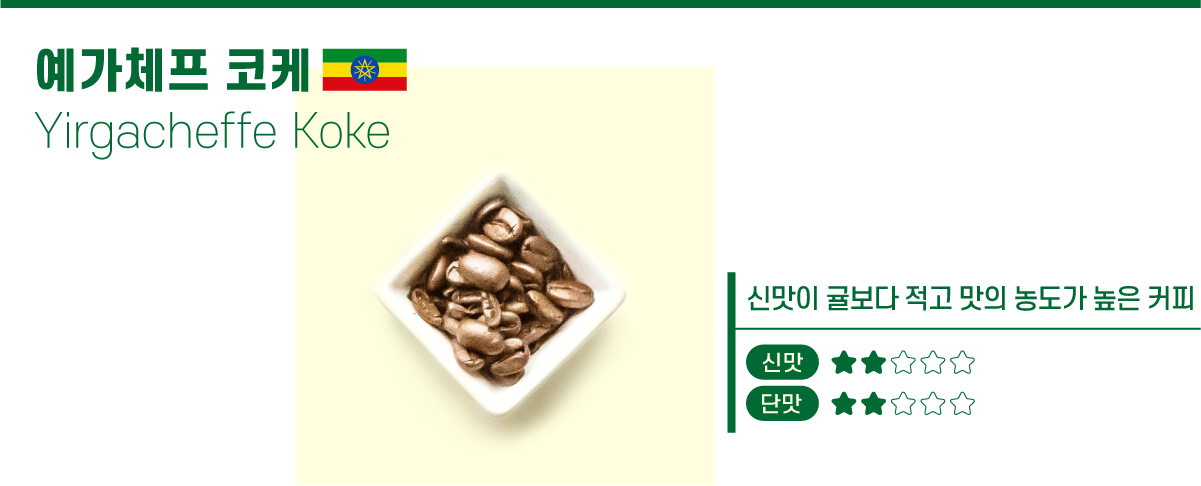 예가체프 코케
Yirgacheffe Koke
신맛이 귤보다 적고 맛의 농도가 높은 커피
신맛 ★★☆☆☆
단맛 ★★☆☆☆